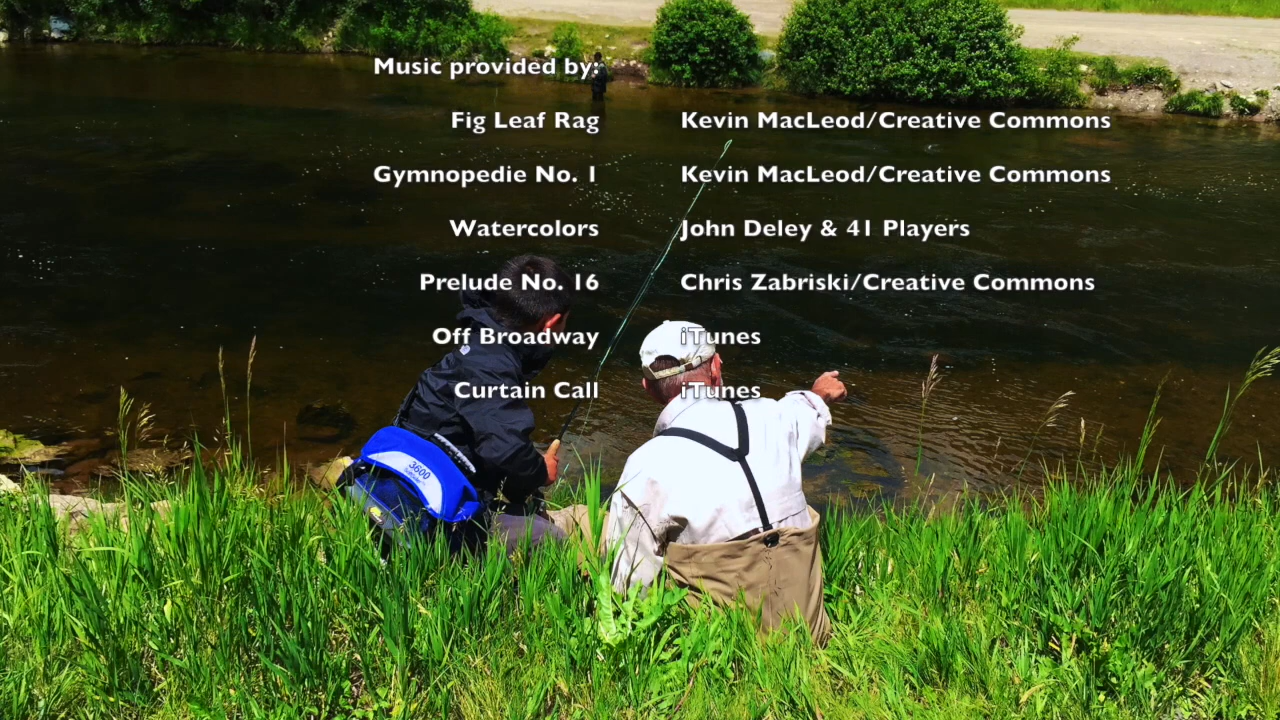 Music provided by:
Fig Leaf Rag Kevin MacLeod/Creative Commons
Gymnopedie No. 1 Kevin MacLeod/Creative Commons
Watercolors John Deley & 41 Players
Prelude No. 16 Chris Zabriski/Creative Commons
Off Broadway iTunes
Curtain Call iTunes
3600